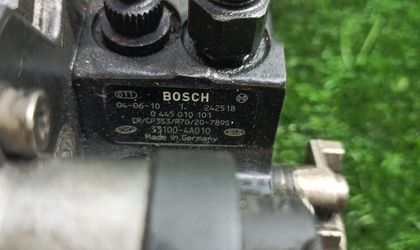 011 BOSCH
04-06-10 1 242518
0 445 010 101
CR/CP3S3/R70/20-789S
33100-4A010
Made in Germany